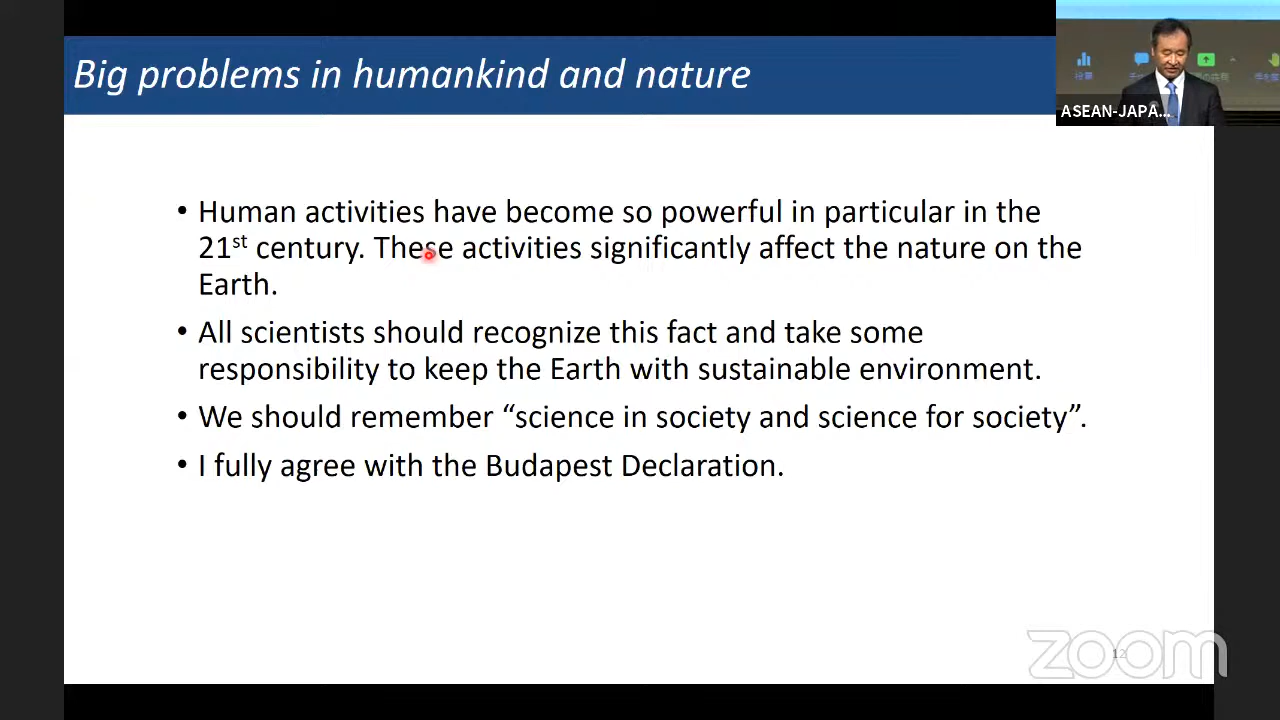 Big problems in humankind and nature
ASEAN-JAPA...
• Human activities have become so powerful in particular in the
21st century. These activities significantly affect the nature on the
Earth.
• All scientists should recognize this fact and take some
responsibility to keep the Earth with sustainable environment.
• We should remember “science in society and science for society”.
• I fully agree with the Budapest Declaration.
12
zoom